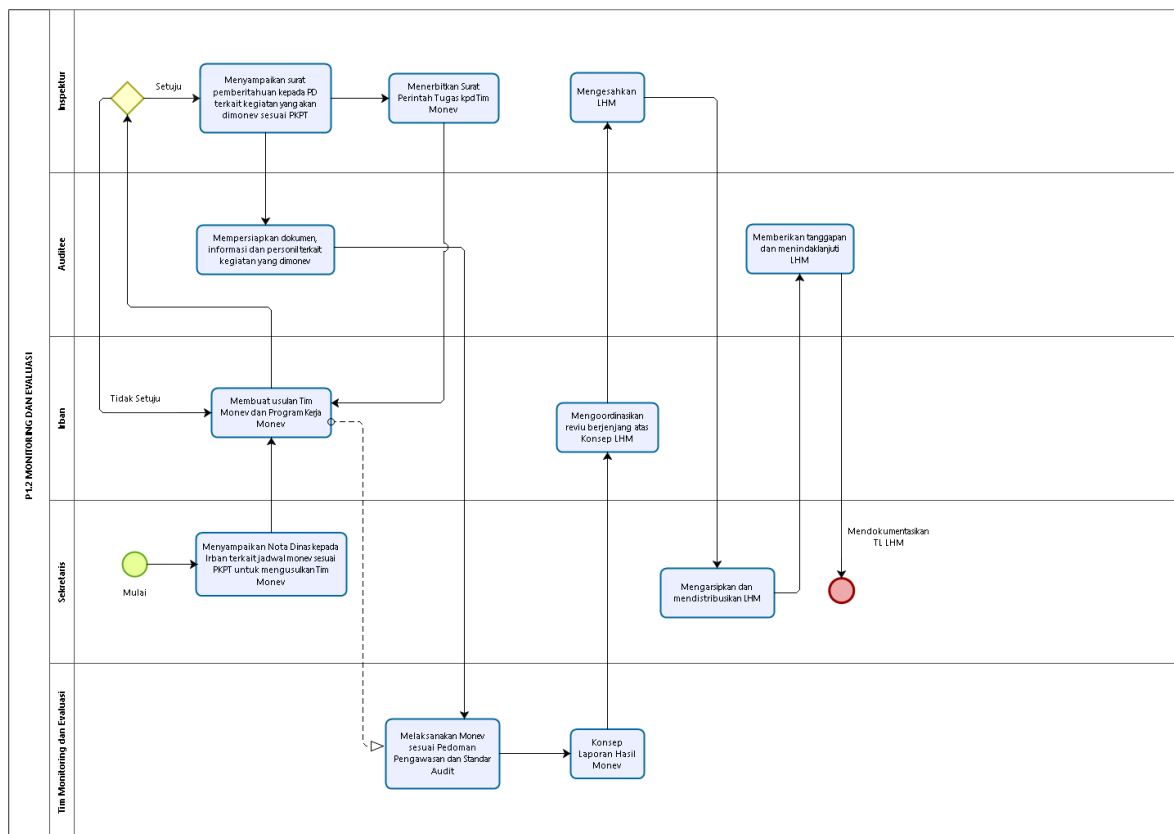 P1.2 MONITORING DAN EVALUASI
Inspektur
Setuju
Menyampaikan surat
pemberitahuan kepada PD
terkait kegiatan yang akan
dimonev sesuai PKPT
Menerbitkan Surat
Perintah Tugas kpd Tim
Monev
Mengesahkan
LHM
Auditee
Mempersiapkan dokumen,
informasi dan personil terkait
kegiatan yang dimonev
Memberikan tanggapan
dan menindaklanjuti
LHM
Irban
Tidak Setuju
Membuat usulan Tim
Monev dan Program Kerja
Monev
Mengoordinasikan
reviu berjenjang atas
Konsep LHM
Sekretaris
Mulai
Menyampaikan Nota Dinas kepada
Irban terkait jadwal monev sesuai
PKPT untuk mengusulkan Tim
Monev
Mengarsipkan dan
mendistribusikan LHM
Mendokumentasikan
TL LHM
Tim Monitoring dan Evaluasi
Melaksanakan Monev
sesuai Pedoman
Pengawasan dan Standar
Audit
Konsep
Laporan Hasil
Monev